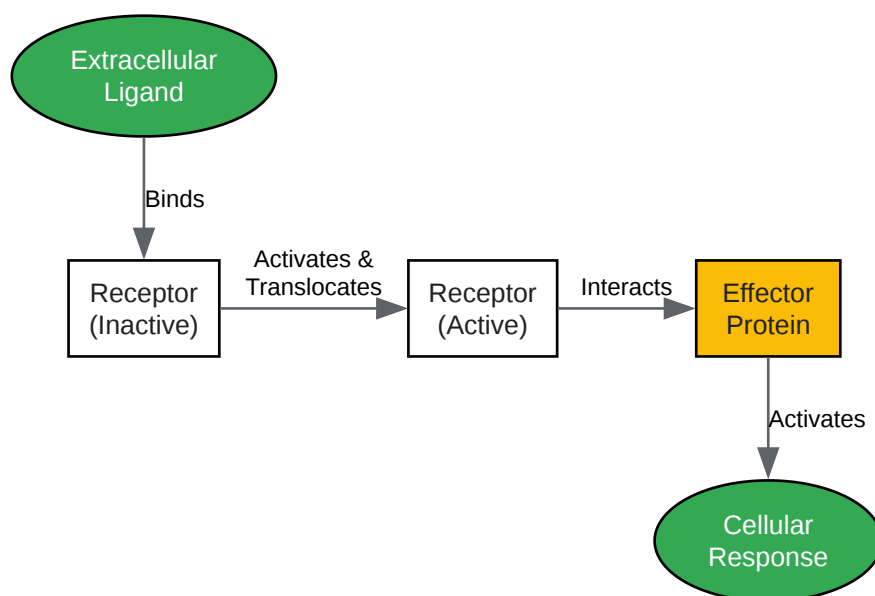 Extracellular
Ligand
Binds
Receptor
(Inactive)
Activates &
Translocates
Receptor
(Active)
Interacts
Effector
Protein
Activates
Cellular
Response